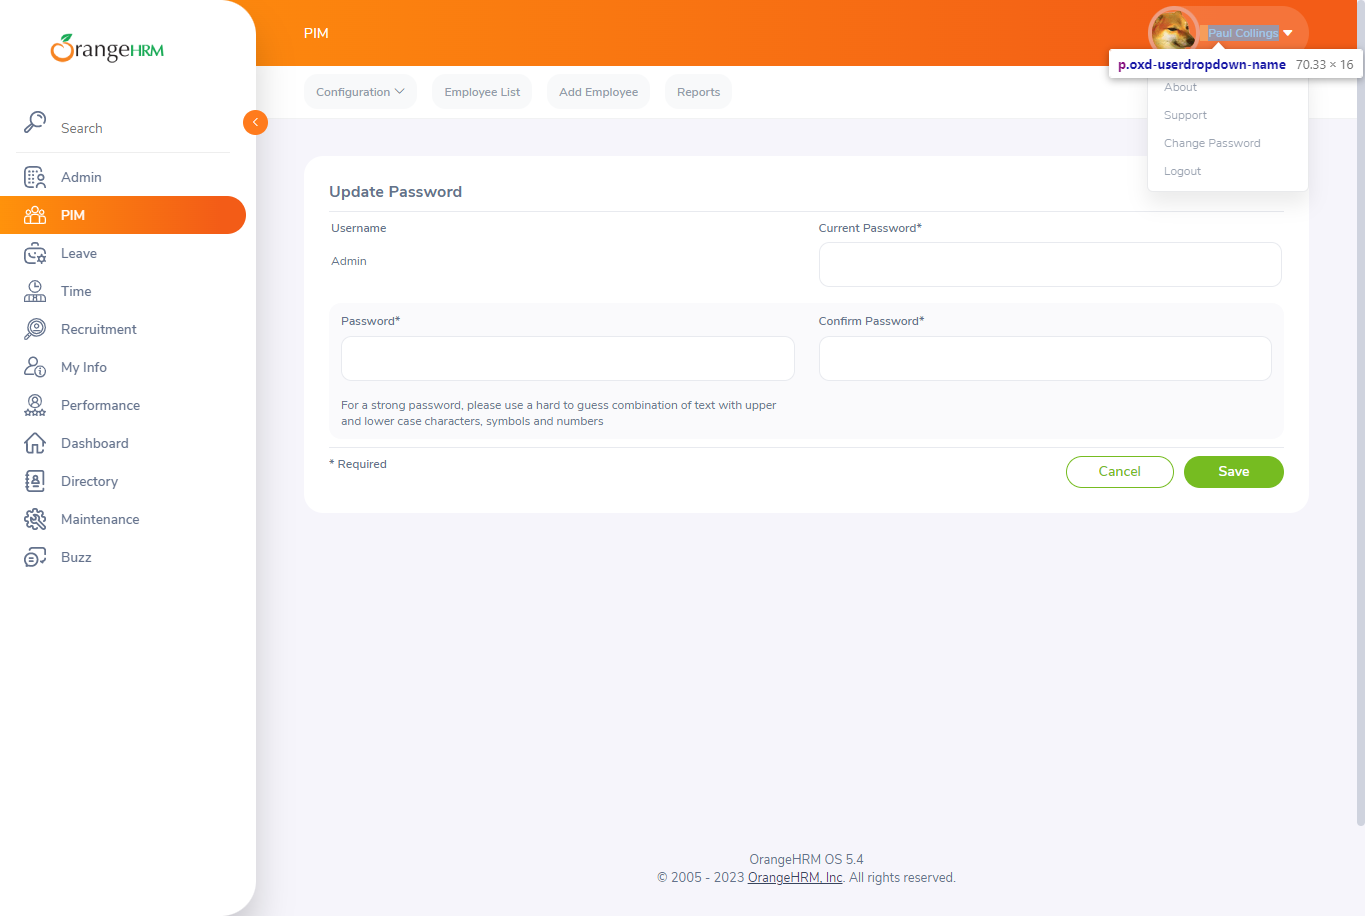 OrangeHRM
Search
Admin
PIM
Leave
Time
Recruitment
My Info
Performance
Dashboard
Directory
Maintenance
Buzz
PIM
Paul Collings
p.oxd-userdropdown-name 70.33 × 16
About
Support
Change Password
Logout
Configuration
Employee List
Add Employee
Reports
Update Password
Username
Admin
Current Password*
Password*
Confirm Password*
For a strong password, please use a hard to guess combination of text with upper
and lower case characters, symbols and numbers
* Required
Cancel
Save
OrangeHRM OS 5.4
© 2005 - 2023 OrangeHRM, Inc. All rights reserved.